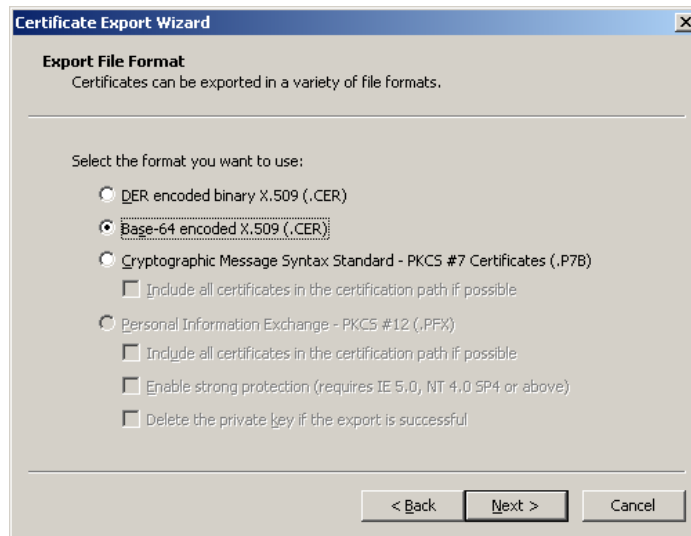 Certificate Export Wizard
Export File Format
Certificates can be exported in a variety of file formats.
Select the format you want to use:
DER encoded binary X.509 (.CER)
Base-64 encoded X.509 (.CER)
Cryptographic Message Syntax Standard - PKCS #7 Certificates (.P7B)
Include all certificates in the certification path if possible
Personal Information Exchange - PKCS #12 (.PFX)
Include all certificates in the certification path if possible
Enable strong protection (requires IE 5.0, NT 4.0 SP4 or above)
Delete the private key if the export is successful
< Back Next > Cancel